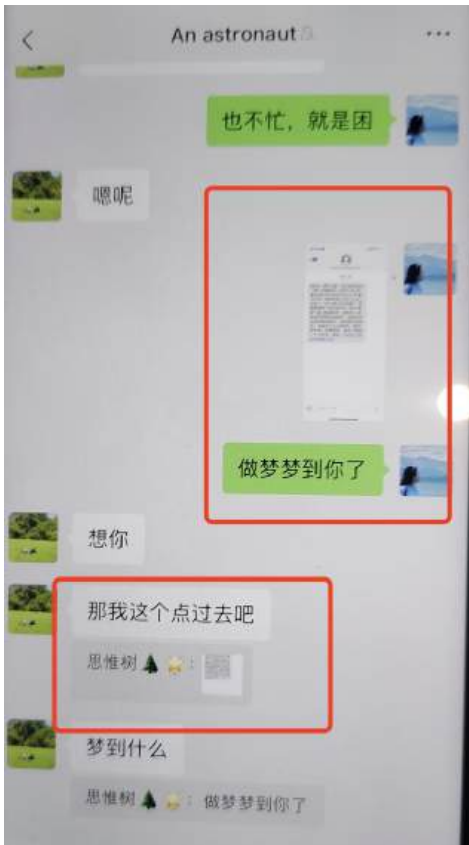 An astronaut
也不忙，就是困
嗯呢
做梦梦到你了
想你
那我这个点过去吧
思惟树🌲：
梦到什么
思惟树🌲：做梦梦到你了